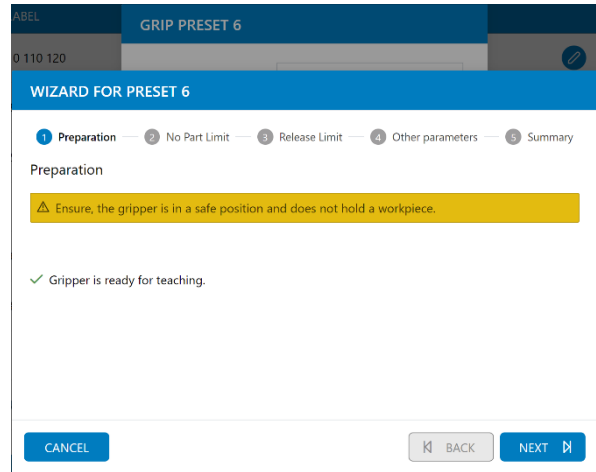 ABEL
GRIP PRESET 6
0 110 120
WIZARD FOR PRESET 6
1 Preparation 2 No Part Limit 3 Release Limit 4 Other parameters 5 Summary
Preparation
Ensure, the gripper is in a safe position and does not hold a workpiece.
Gripper is ready for teaching.
CANCEL BACK NEXT